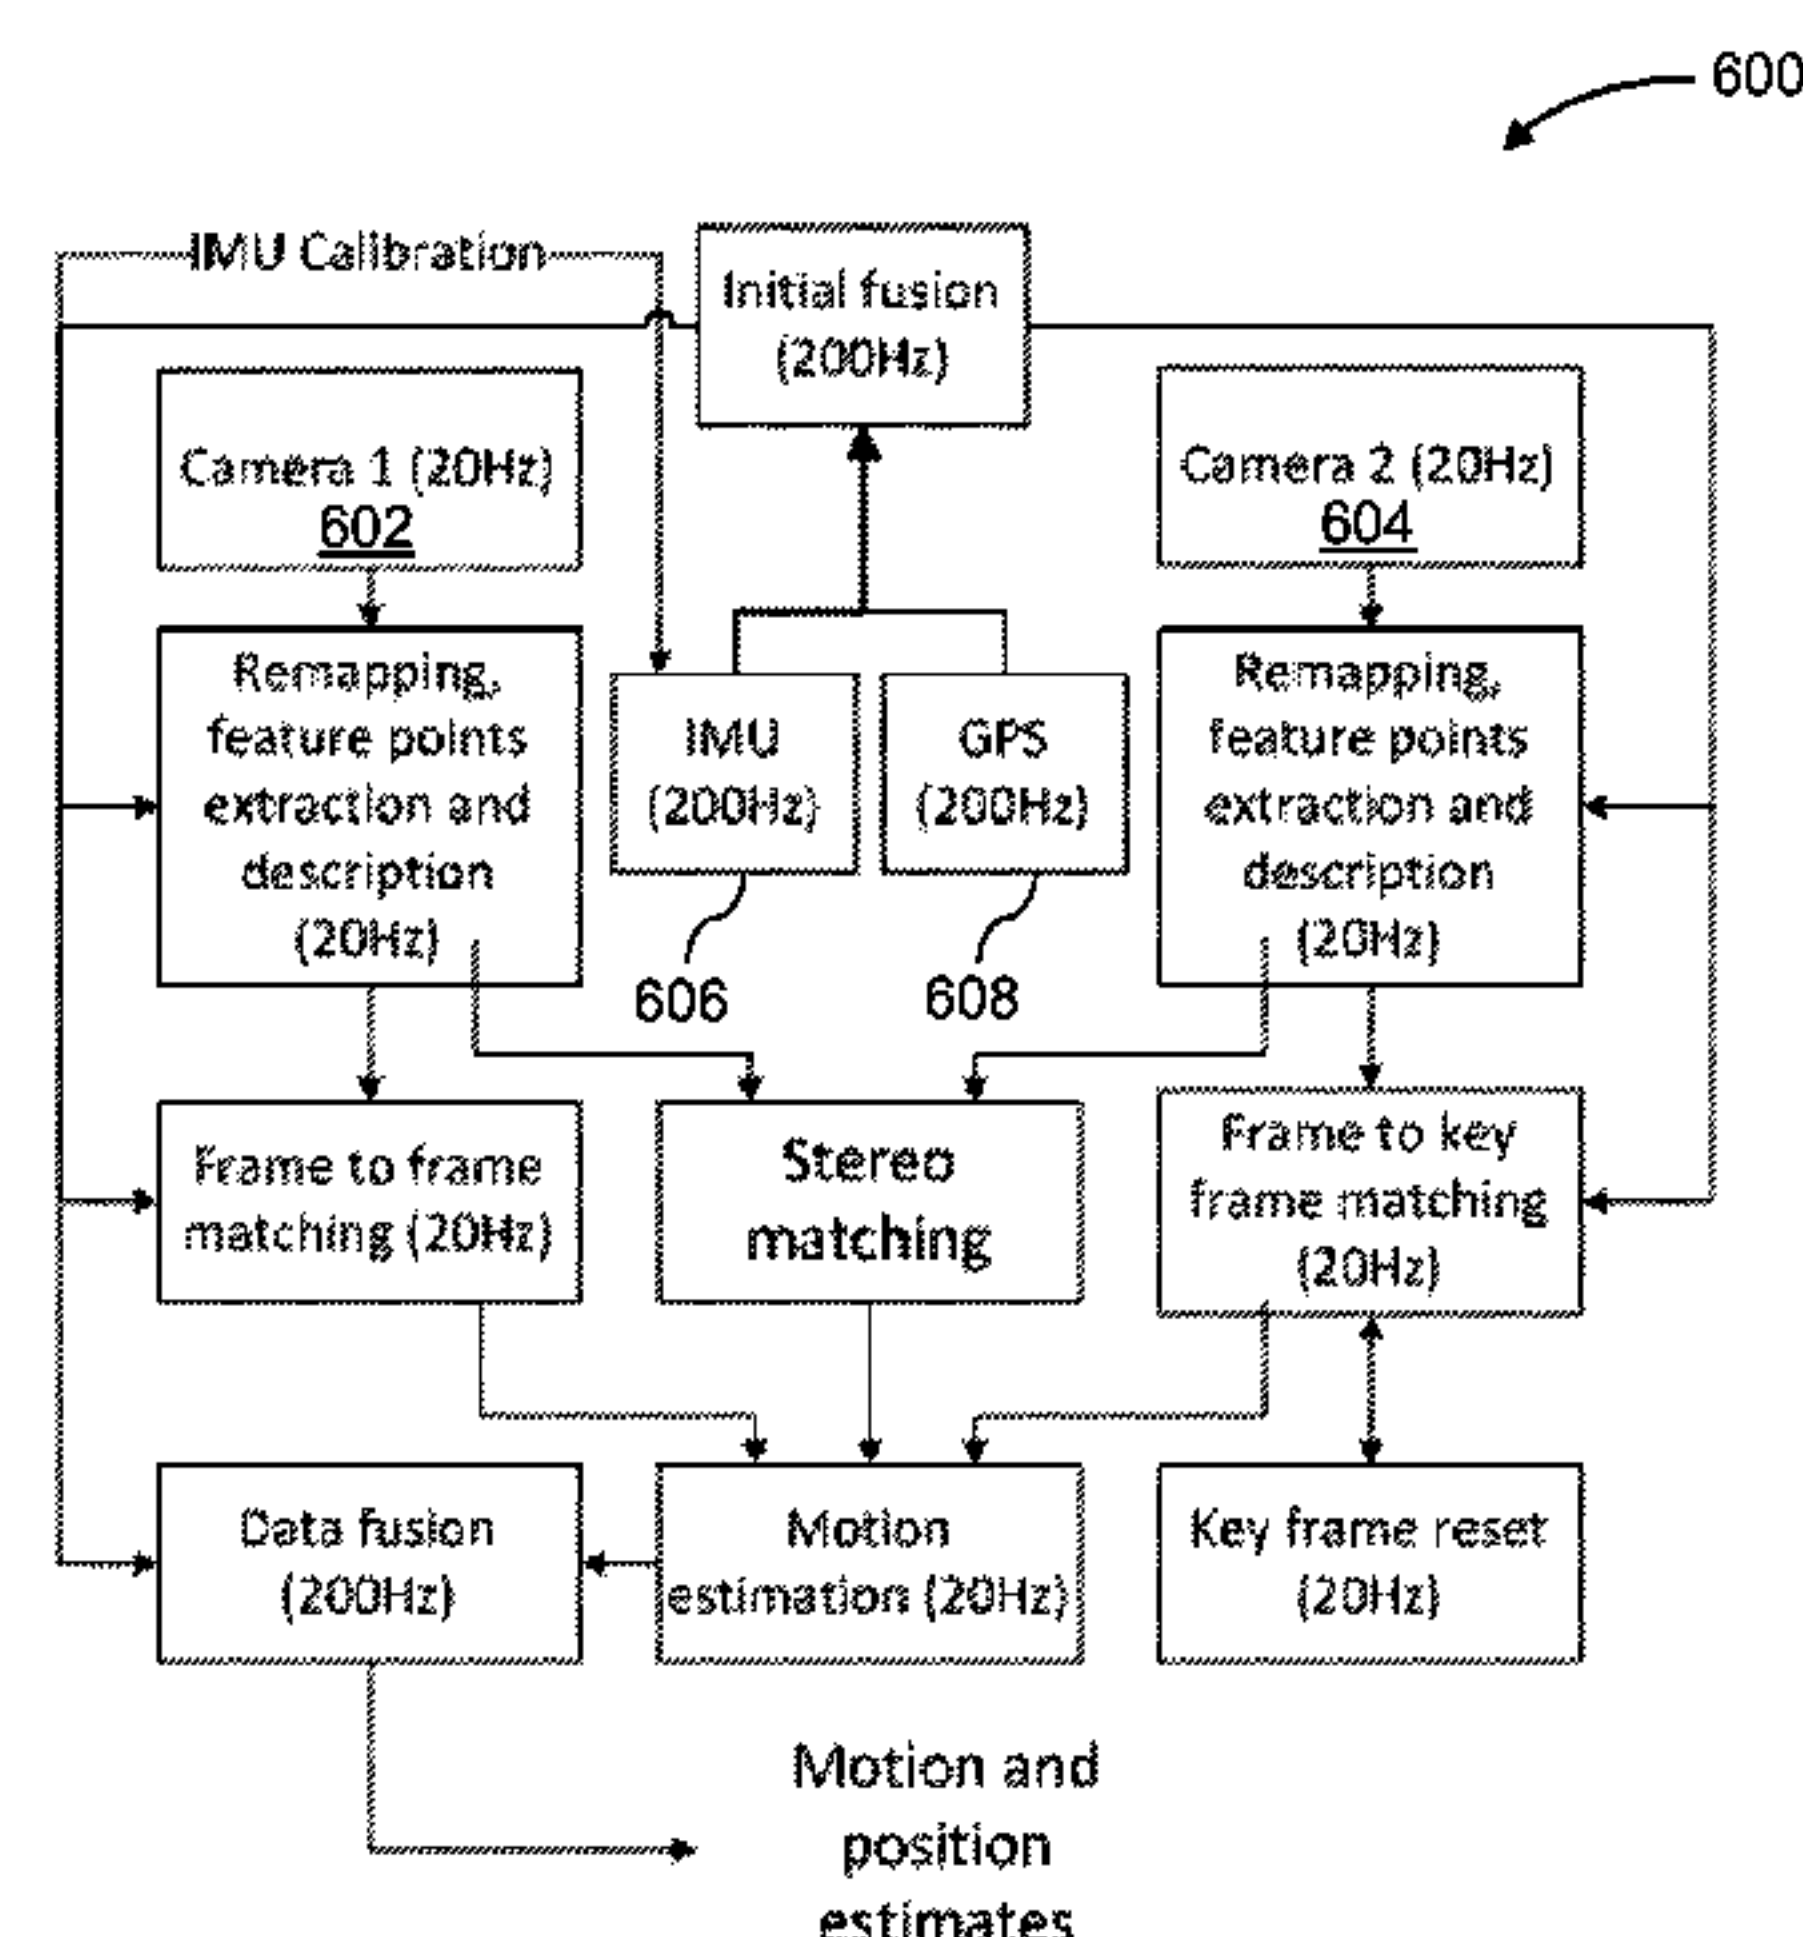 600
IMU Calibration
Initial fusion
(200Hz)
Camera 1 (20Hz)
602
Camera 2 (20Hz)
604
Remapping,
feature points
extraction and
description
(20Hz)
IMU
(200Hz)
GPS
(200Hz)
Remapping,
feature points
extraction and
description
(20Hz)
606
608
Frame to frame
matching (20Hz)
Stereo
matching
Frame to key
frame matching
(20Hz)
Data fusion
(200Hz)
Motion
estimation (20Hz)
Key frame reset
(20Hz)
Motion and
position
estimates